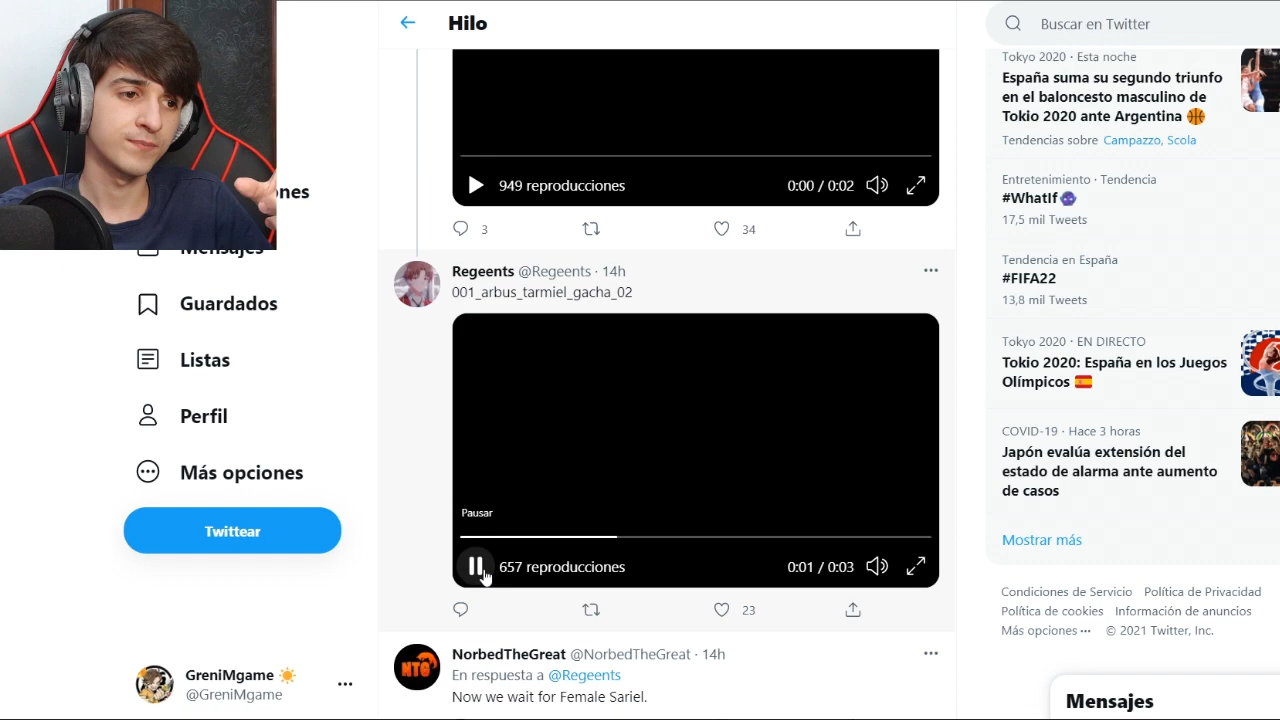 Hilo
Buscar en Twitter
949 reproducciones
0:00 / 0:02
3
34
Regeents @Regeents · 14h
001_arbus_tarmiel_gacha_02
Pausar
657 reproducciones
0:01 / 0:03
23
NorbedTheGreat @NorbedTheGreat · 14h
En respuesta a @Regeents
Now we wait for Female Sariel.
NTG
Guardados
Listas
Perfil
Más opciones
Twittear
GreniMgame
@GreniMgame
Tokyo 2020 · Esta noche
España suma su segundo triunfo
en el baloncesto masculino de
Tokio 2020 ante Argentina
Tendencias sobre Campazzo, Scola
Entretenimiento · Tendencia
#WhatIf
17,5 mil Tweets
Tendencia en España
#FIFA22
13,8 mil Tweets
Tokyo 2020 · EN DIRECTO
Tokio 2020: España en los Juegos
Olímpicos
COVID-19 · Hace 3 horas
Japón evalúa extensión del
estado de alarma ante aumento
de casos
Mostrar más
Condiciones de Servicio Política de Privacidad
Política de cookies Información de anuncios
Más opciones ··· © 2021 Twitter, Inc.
Mensajes